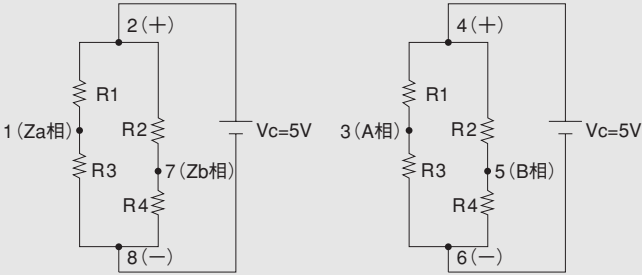 2(+)
R1
1(Za相)
R2
Vc=5V
R3
7(Zb相)
R4
8(−)
4(+)
R1
3(A相)
R2
Vc=5V
R3
5(B相)
R4
6(−)